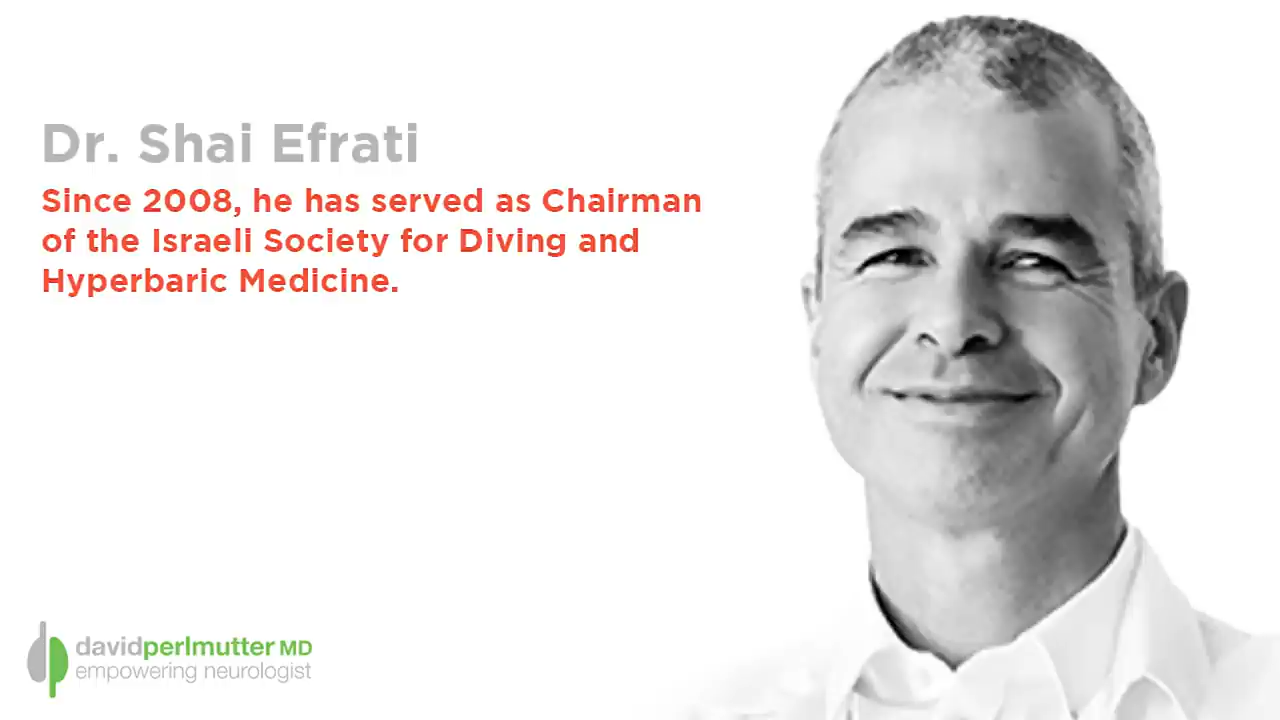 Dr. Shai Efrati
Since 2008, he has served as Chairman
of the Israeli Society for Diving and
Hyperbaric Medicine.
davidperlmutter MD
empowering neurologist